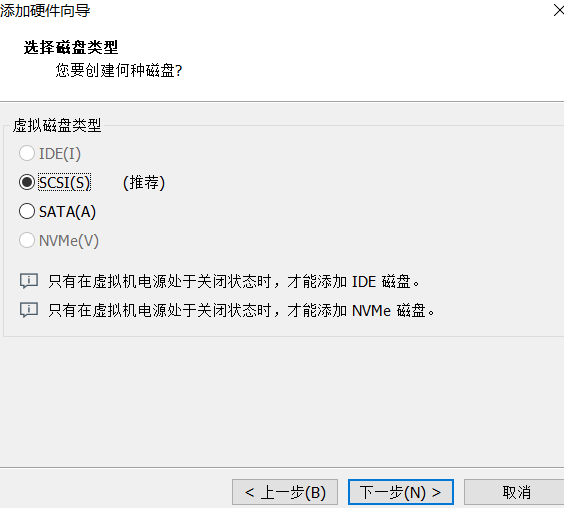 添加硬件向导
选择磁盘类型
您要创建何种磁盘?
虚拟磁盘类型
IDE(I)
SCSI(S) (推荐)
SATA(A)
NVMe(V)
只有在虚拟机电源处于关闭状态时，才能添加 IDE 磁盘。
只有在虚拟机电源处于关闭状态时，才能添加 NVMe 磁盘。
< 上一步(B) 下一步(N) > 取消